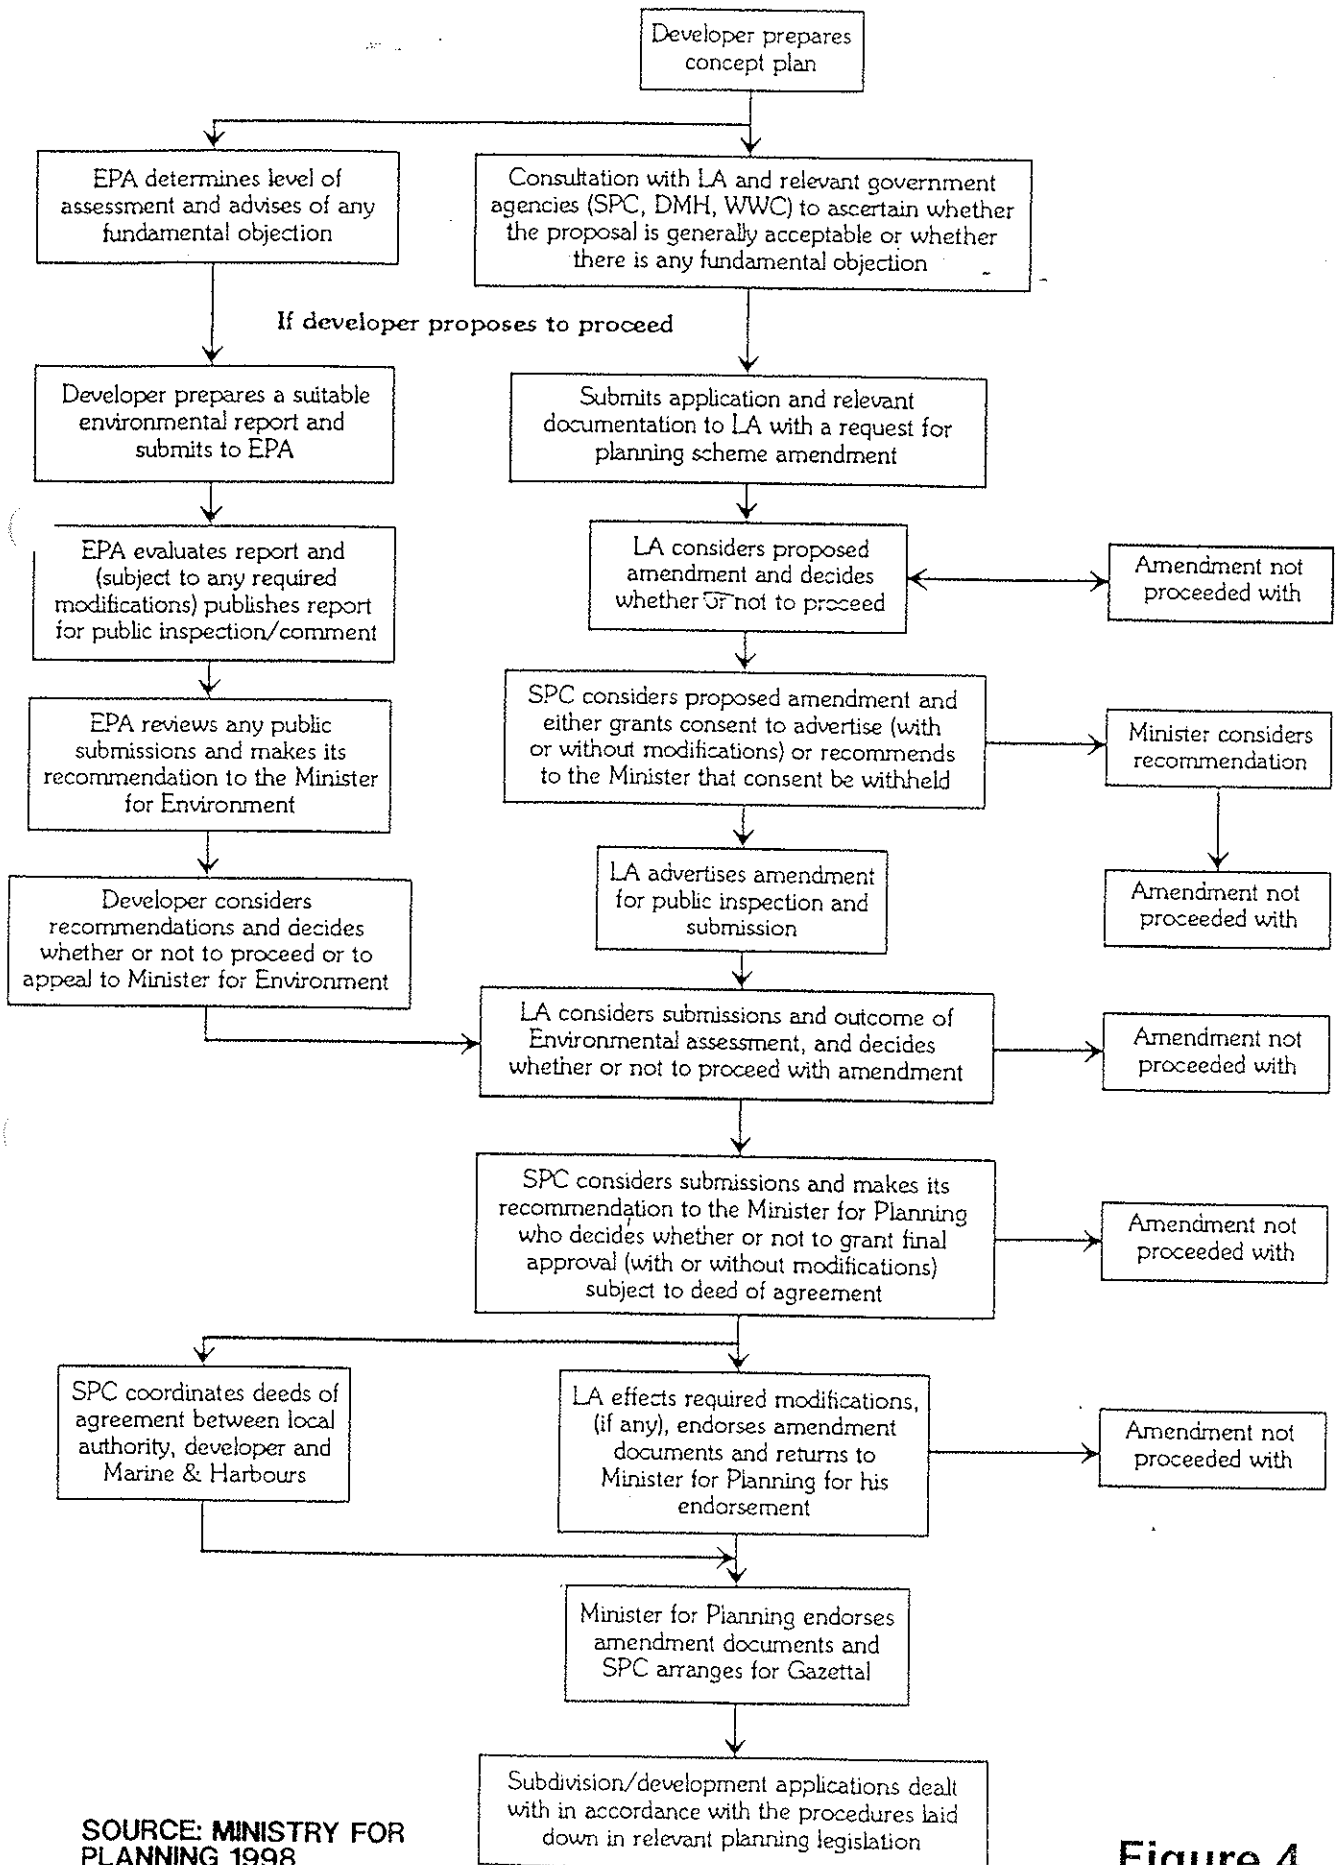 Developer prepares
concept plan
EPA determines level of
assessment and advises of any
fundamental objection
Consultation with LA and relevant government
agencies (SPC, DMH, WWC) to ascertain whether
the proposal is generally acceptable or whether
there is any fundamental objection
If developer proposes to proceed
Developer prepares a suitable
environmental report and
submits to EPA
Submits application and relevant
documentation to LA with a request for
planning scheme amendment
EPA evaluates report and
(subject to any required
modifications) publishes report
for public inspection/comment
LA considers proposed
amendment and decides
whether or not to proceed
Amendment not
proceeded with
EPA reviews any public
submissions and makes its
recommendation to the Minister
for Environment
SPC considers proposed amendment and
either grants consent to advertise (with
or without modifications) or recommends
to the Minister that consent be withheld
Minister considers
recommendation
Developer considers
recommendations and decides
whether or not to proceed or to
appeal to Minister for Environment
LA advertises amendment
for public inspection and
submission
Amendment not
proceeded with
LA considers submissions and outcome of
Environmental assessment, and decides
whether or not to proceed with amendment
Amendment not
proceeded with
SPC considers submissions and makes its
recommendation to the Minister for Planning
who decides whether or not to grant final
approval (with or without modifications)
subject to deed of agreement
Amendment not
proceeded with
SPC coordinates deeds of
agreement between local
authority, developer and
Marine & Harbours
LA effects required modifications,
(if any), endorses amendment
documents and returns to
Minister for Planning for his
endorsement
Amendment not
proceeded with
Minister for Planning endorses
amendment documents and
SPC arranges for Gazettal
Subdivision/development applications dealt
with in accordance with the procedures laid
down in relevant planning legislation
SOURCE: MINISTRY FOR
PLANNING 1998
Figure 4